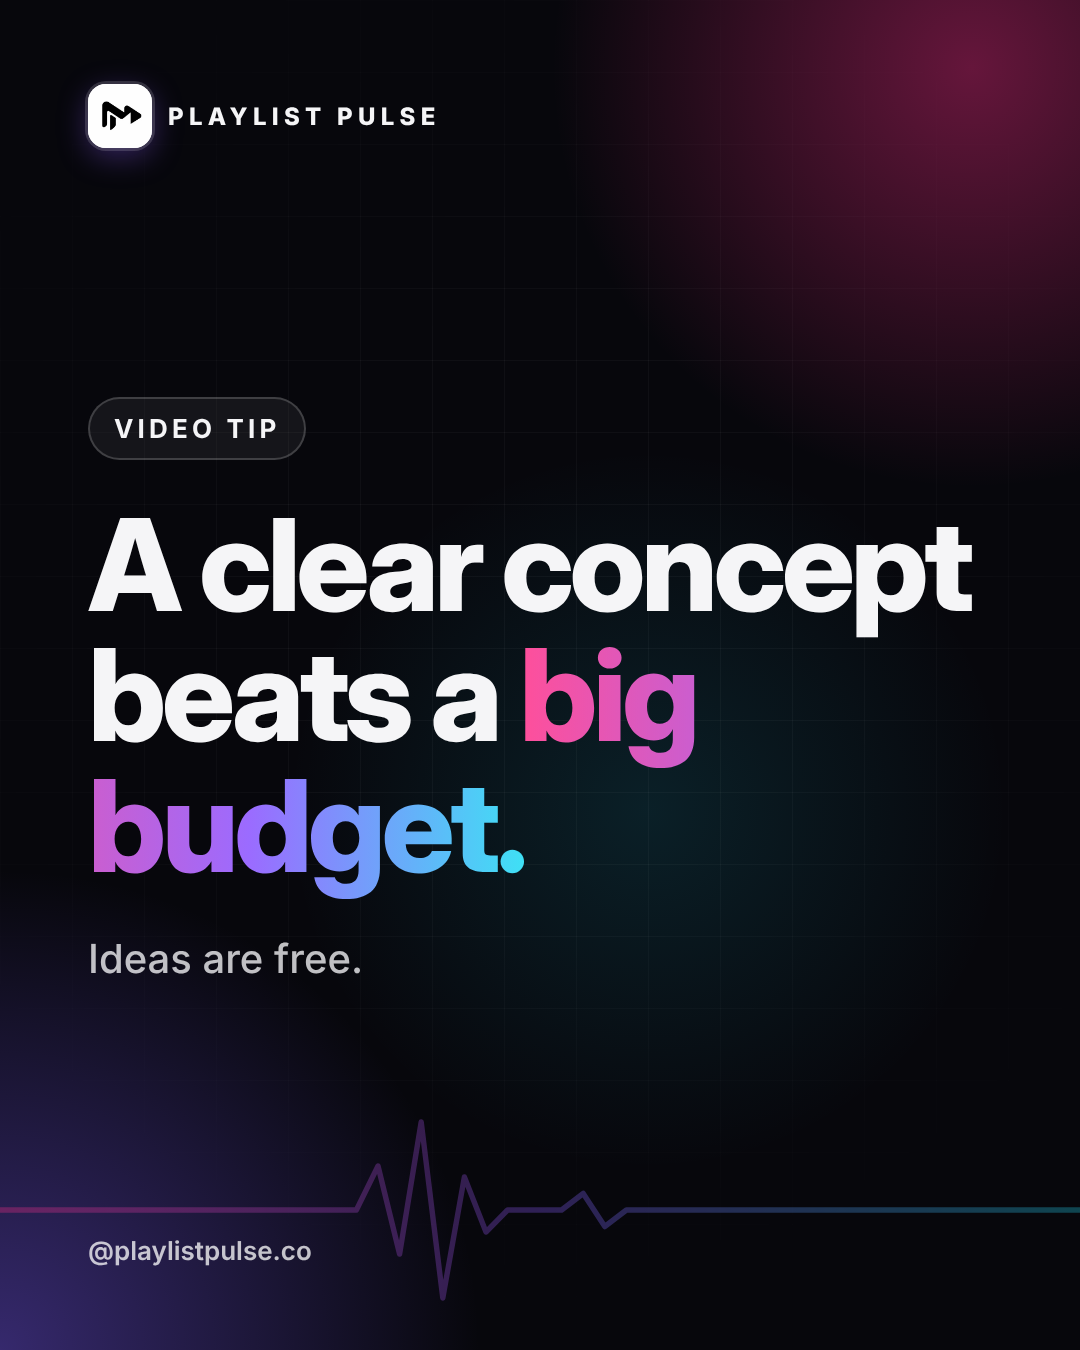 PLAYLIST PULSE
VIDEO TIP
A clear concept
beats a big
budget.
Ideas are free.
@playlistpulse.co